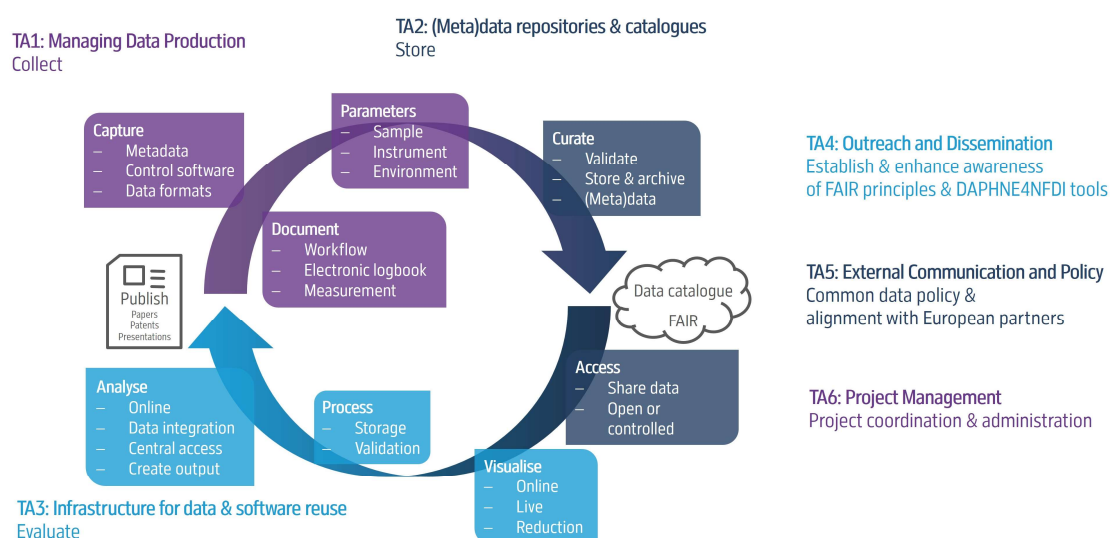 TA1: Managing Data Production
Collect
TA2: (Meta)data repositories & catalogues
Store
Capture
– Metadata
– Control software
– Data formats
Parameters
– Sample
– Instrument
– Environment
Curate
– Validate
– Store & archive
– (Meta)data
Document
– Workflow
– Electronic logbook
– Measurement
Publish
Papers
Patents
Presentations
Data catalogue
FAIR
Access
– Share data
– Open or
controlled
Analyse
– Online
– Data integration
– Central access
– Create output
Process
– Storage
– Validation
Visualise
– Online
– Live
– Reduction
TA3: Infrastructure for data & software reuse
Evaluate
TA4: Outreach and Dissemination
Establish & enhance awareness
of FAIR principles & DAPHNE4NFDI tools
TA5: External Communication and Policy
Common data policy &
alignment with European partners
TA6: Project Management
Project coordination & administration